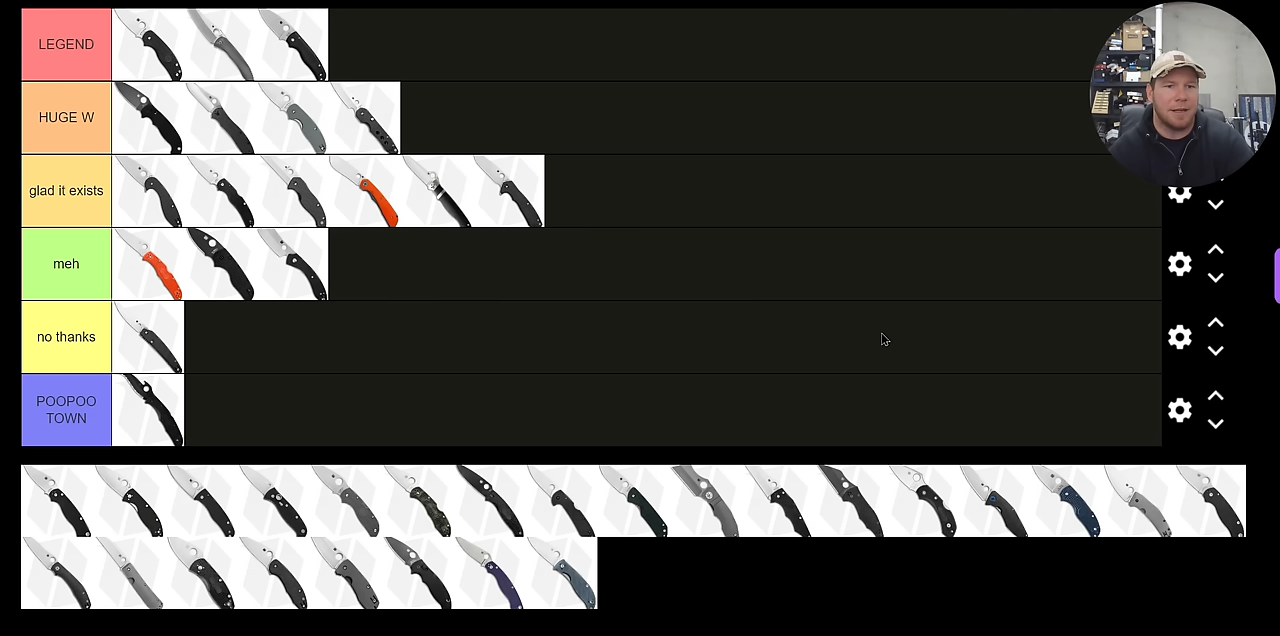 LEGEND
HUGE W
glad it exists
meh
no thanks
POOPOO
TOWN